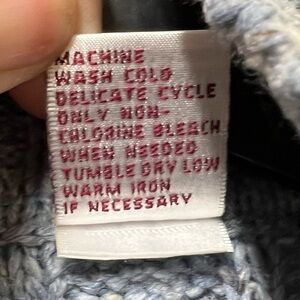 MACHINE
WASH COLD
DELICATE CYCLE
ONLY NON-
CHLORINE BLEACH
WHEN NEEDED
TUMBLE DRY LOW
WARM IRON
IF NECESSARY